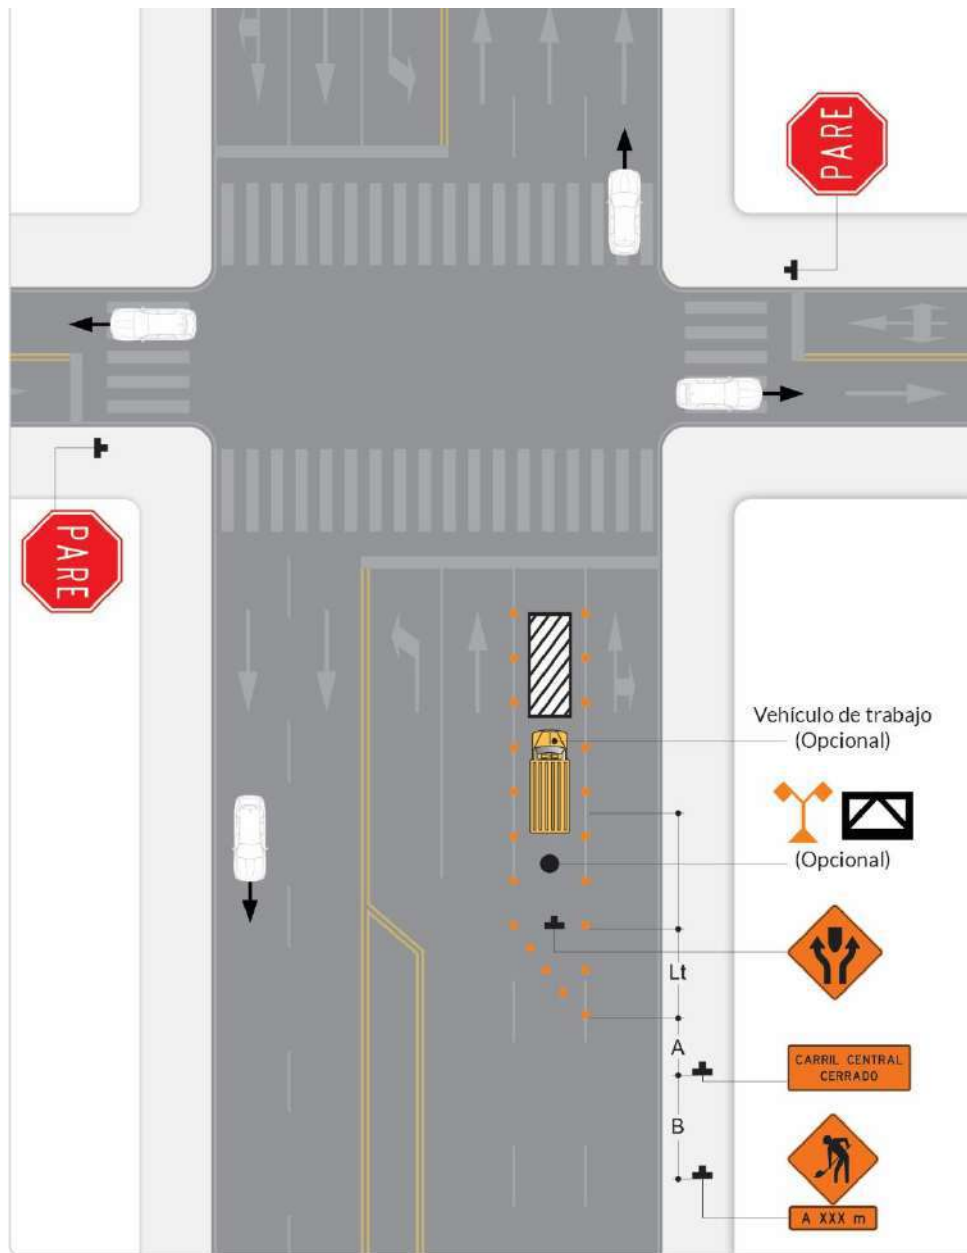 PARE
PARE
Vehículo de trabajo
(Opcional)
(Opcional)
Lt
A
CARRIL CENTRAL
CERRADO
B
A XXX m